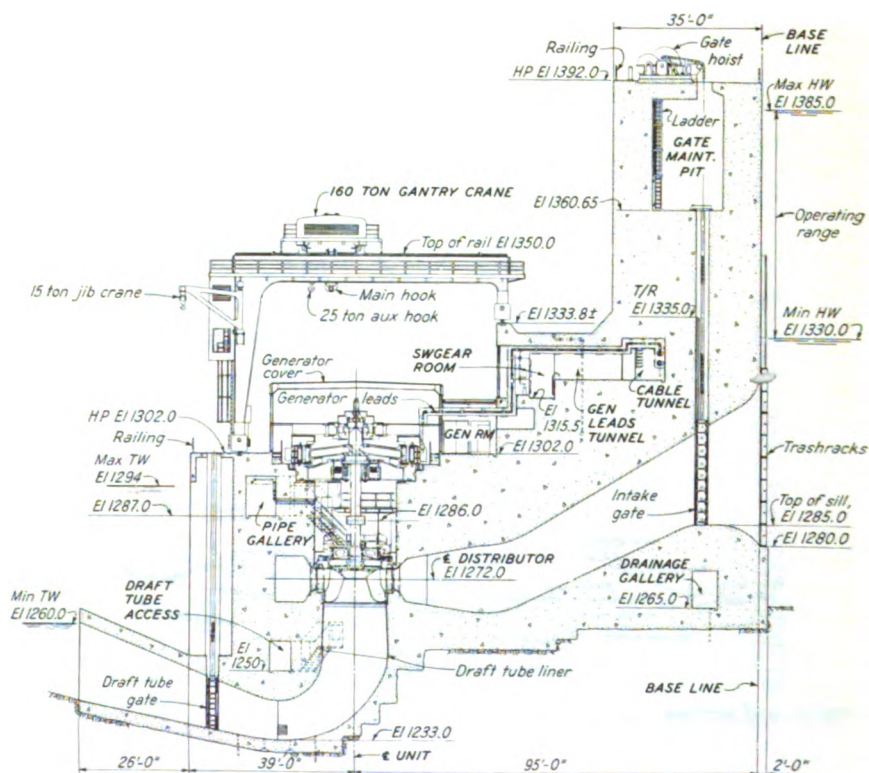 35'-0"
BASE
LINE
Railing
Gate
hoist
HP El 1392.0
Max HW
El 1385.0
Ladder
GATE
MAINT.
PIT
160 TON GANTRY CRANE
El 1360.65
Operating
range
Top of rail El 1350.0
15 ton jib crane
Main hook
25 ton aux hook
T/R
El 1335.0
El 1333.8±
Min HW
El 1330.0
SWGEAR
ROOM
Generator
cover
Generator leads
CABLE
TUNNEL
El
1315.5
GEN
LEADS
TUNNEL
HP El 1302.0
Railing
GEN RM
El 1302.0
Trashracks
Max TW
El 1294
El 1287.0
PIPE
GALLERY
El 1286.0
Intake
gate
Top of sill,
El 1285.0
El 1280.0
℄ DISTRIBUTOR
El 1272.0
DRAINAGE
GALLERY
El 1265.0
DRAFT
TUBE
ACCESS
Min TW
El 1260.0
El
1250
Draft tube liner
Draft tube
gate
BASE LINE
El 1233.0
℄ UNIT
26'-0"
39'-0"
95'-0"
2'-0"